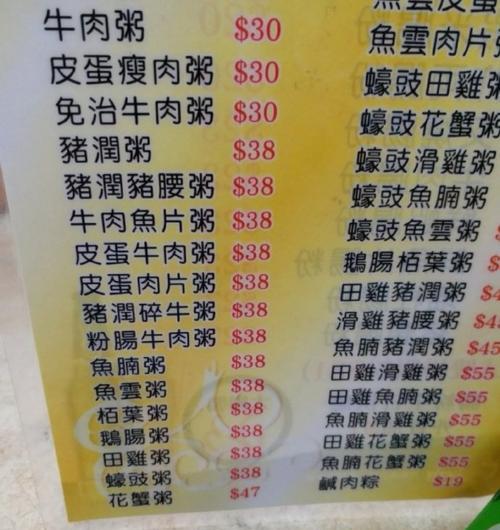 牛肉粥 $30
皮蛋瘦肉粥 $30
免治牛肉粥 $30
豬潤粥 $38
豬潤豬腰粥 $38
牛肉魚片粥 $38
皮蛋牛肉粥 $38
皮蛋肉片粥 $38
豬潤碎牛粥 $38
粉腸牛肉粥 $38
魚腩粥 $38
魚雲粥 $38
栢葉粥 $38
鵝腸粥 $38
田雞粥 $38
蠔豉粥 $38
花蟹粥 $47
魚雲肉片粥
蠔豉田雞粥
蠔豉花蟹粥
蠔豉滑雞粥
蠔豉魚腩粥
蠔豉魚雲粥
鵝腸栢葉粥
田雞豬潤粥
滑雞豬腰粥
魚腩豬潤粥 $45
田雞滑雞粥 $55
田雞魚腩粥 $55
魚腩滑雞粥 $55
田雞花蟹粥 $55
魚腩花蟹粥 $55
鹹肉粽 $19